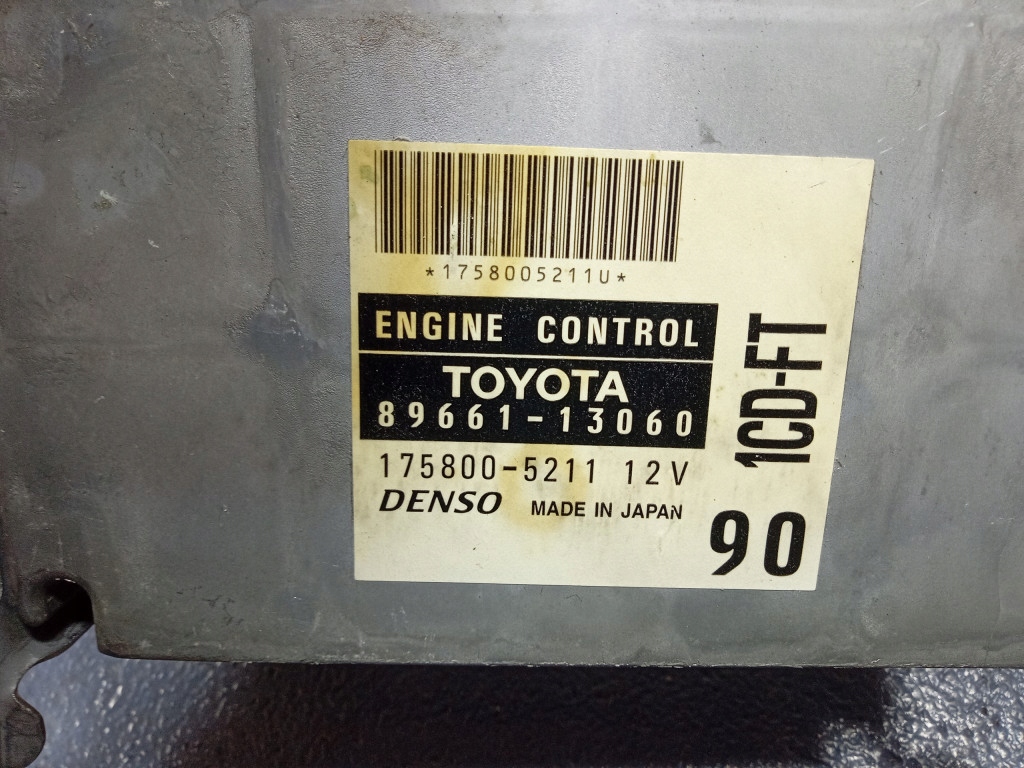 *1758005211U*
ENGINE CONTROL
TOYOTA
89661-13060
175800-5211 12V
DENSO MADE IN JAPAN
1CD-FT
90